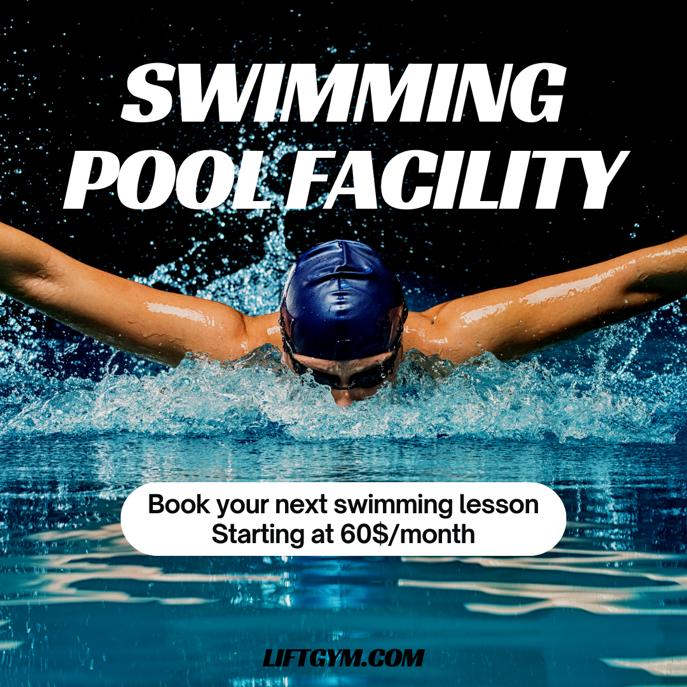 SWIMMING
POOL FACILITY
Book your next swimming lesson
Starting at 60$/month
LIFTGYM.COM